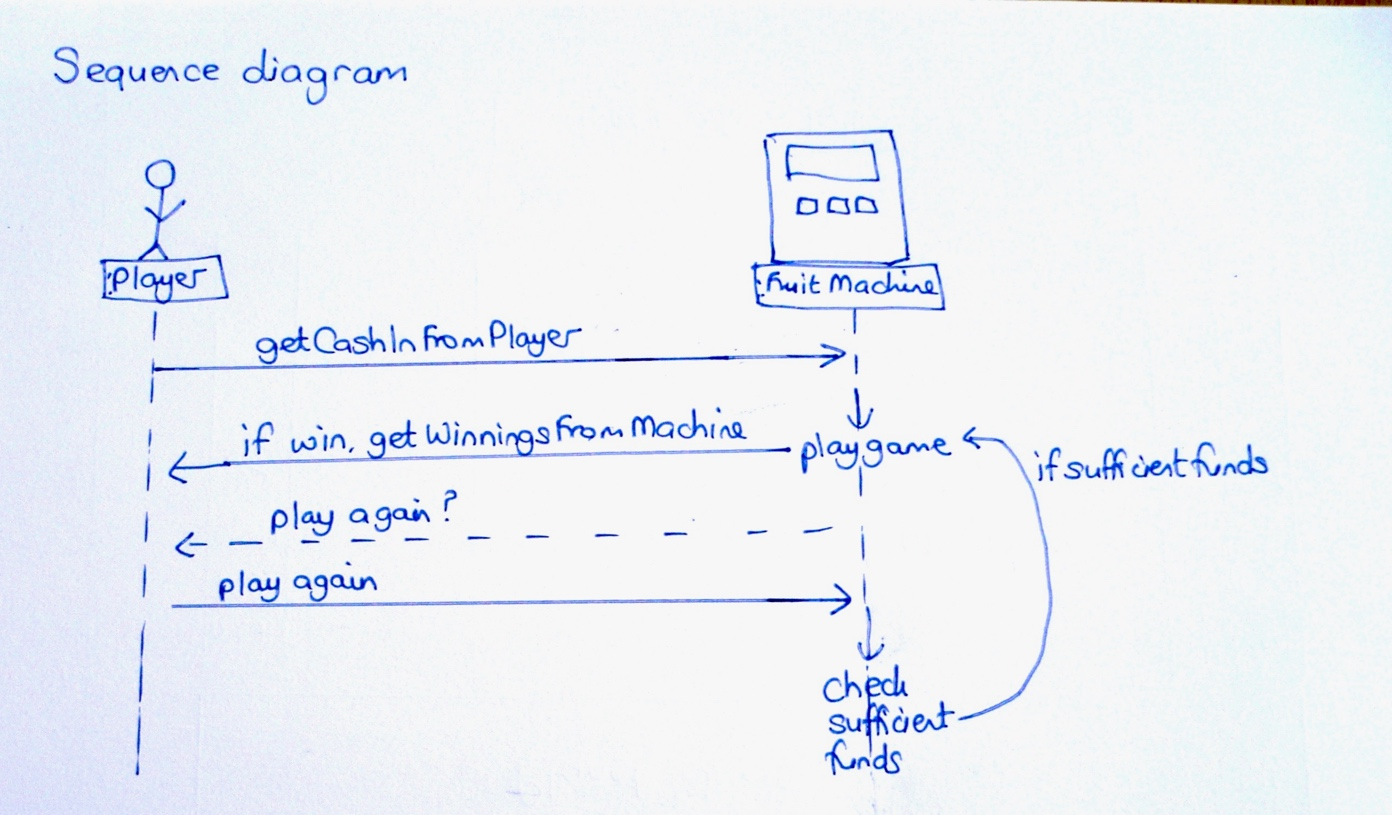 Sequence diagram
:Player
:Fruit Machine
getCashInFromPlayer
if win, getWinningsFromMachine
playgame
if sufficient funds
play again?
play again
check
sufficient
funds